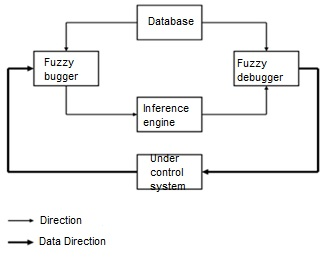 Database
Fuzzy
bugger
Fuzzy
debugger
Inference
engine
Under
control
system
Direction
Data Direction